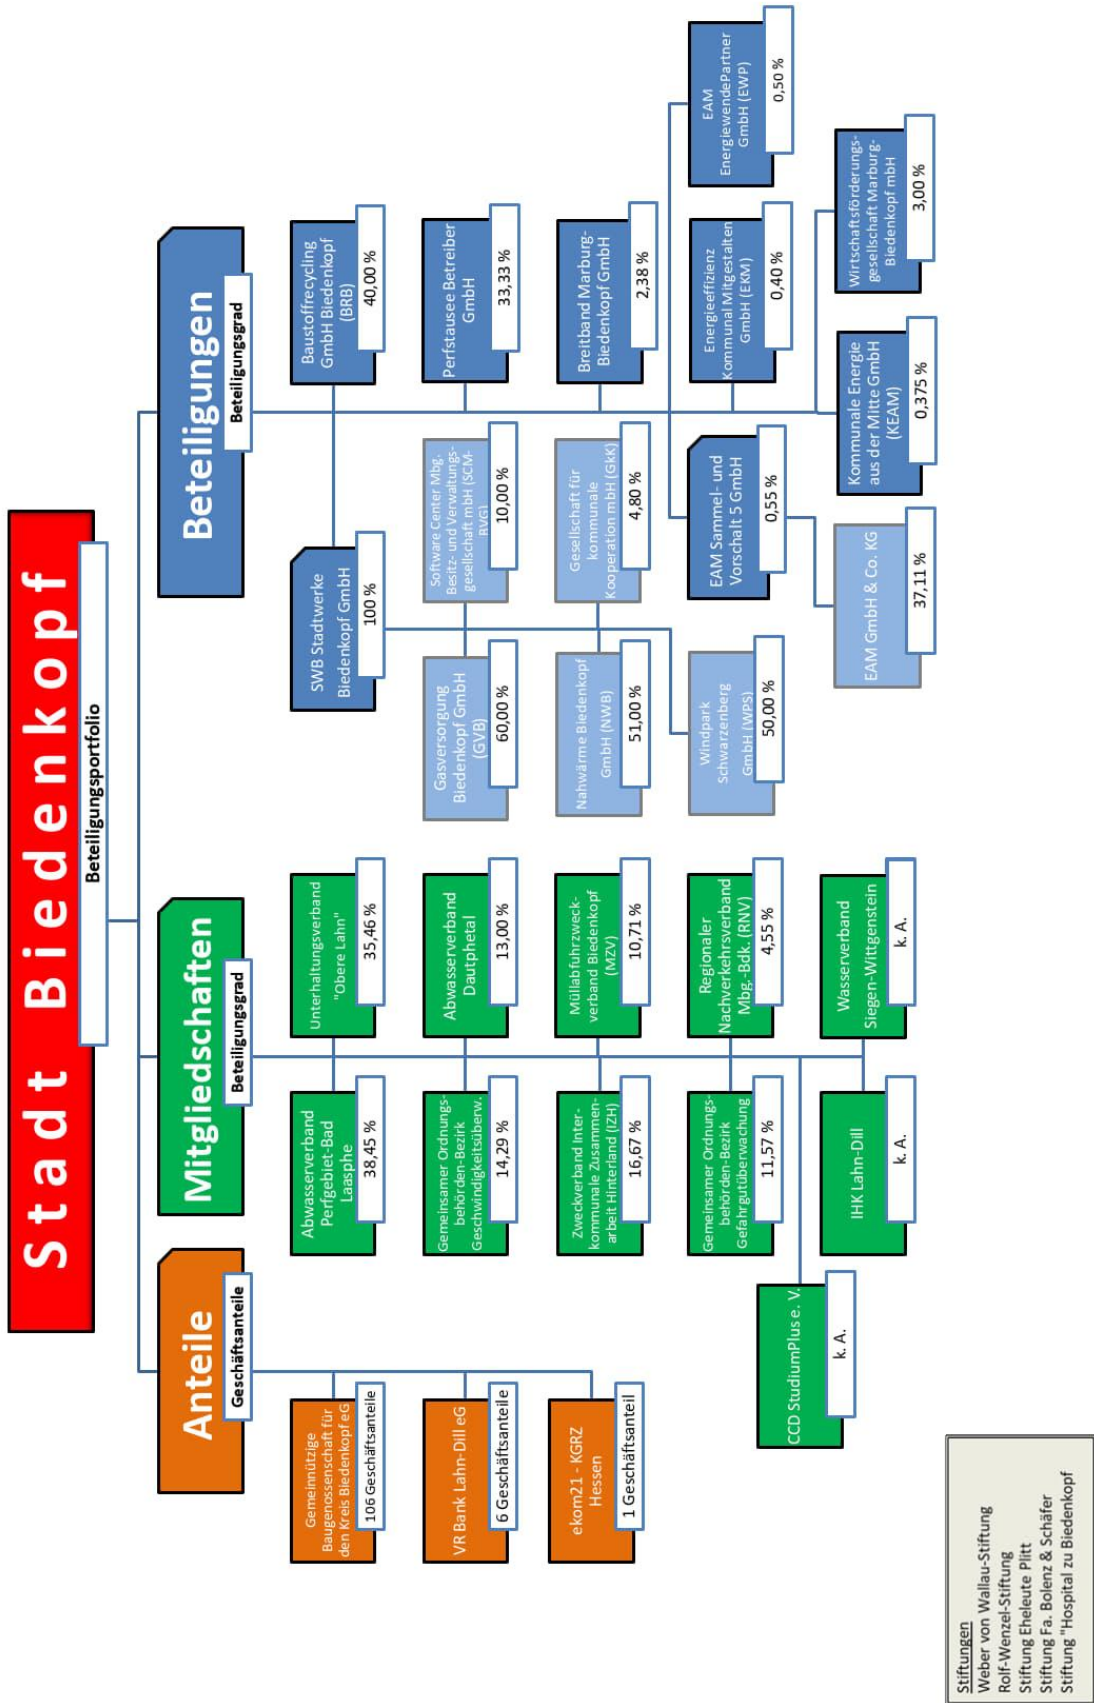 Stadt Biedenkopf
Beteiligungsportfolio
Anteile
Geschäftsanteile
Gemeinnützige
Baugenossenschaft für
den Kreis Biedenkopf eG
106 Geschäftsanteile
VR Bank Lahn-Dill eG
6 Geschäftsanteile
ekom21 - KGRZ
Hessen
1 Geschäftsanteil
Mitgliedschaften
Beteiligungsgrad
Abwasserverband
Perfgebiet-Bad
Laasphe
38,45 %
Unterhaltungsverband
"Obere Lahn"
35,46 %
Gemeinsamer Ordnungs-
behörden-Bezirk
Geschwindigkeitsüberw.
14,29 %
Abwasserverband
Dautphetal
13,00 %
Zweckverband Inter-
kommunale Zusammen-
arbeit Hinterland (IZH)
16,67 %
Müllabfuhrzweck-
verband Biedenkopf
(MZV)
10,71 %
Gemeinsamer Ordnungs-
behörden-Bezirk
Gefahrgutüberwachung
11,57 %
Regionaler
Nachverkehrsverband
Mbg.-Bdk. (RNV)
4,55 %
CCD StudiumPlus e. V.
k. A.
IHK Lahn-Dill
k. A.
Wasserverband
Siegen-Wittgenstein
k. A.
Beteiligungen
Beteiligungsgrad
SWB Stadtwerke
Biedenkopf GmbH
100 %
Baustoffrecycling
GmbH Biedenkopf
(BRB)
40,00 %
Gasversorgung
Biedenkopf GmbH
(GVB)
60,00 %
Software Center Mbg.
Besitz- und Verwaltungs-
gesellschaft mbH (SCM-
BVG)
10,00 %
Perfstausee Betreiber
GmbH
33,33 %
Nahwärme Biedenkopf
GmbH (NWB)
51,00 %
Gesellschaft für
kommunale
Kooperation mbH (GkK)
4,80 %
Breitband Marburg-
Biedenkopf GmbH
2,38 %
Windpark
Schwarzenberg
GmbH (WPS)
50,00 %
EAM Sammel- und
Vorschalt 5 GmbH
0,55 %
Energieeffizienz
Kommunal Mitgestalten
GmbH (EKM)
0,40 %
EAM
EnergiewendePartner
GmbH (EWP)
0,50 %
EAM GmbH & Co. KG
37,11 %
Kommunale Energie
aus der Mitte GmbH
(KEAM)
0,375 %
Wirtschaftsförderungs-
gesellschaft Marburg-
Biedenkopf mbH
3,00 %
Stiftungen
Weber von Wallau-Stiftung
Rolf-Wenzel-Stiftung
Stiftung Eheleute Plitt
Stiftung Fa. Bolenz & Schäfer
Stiftung "Hospital zu Biedenkopf